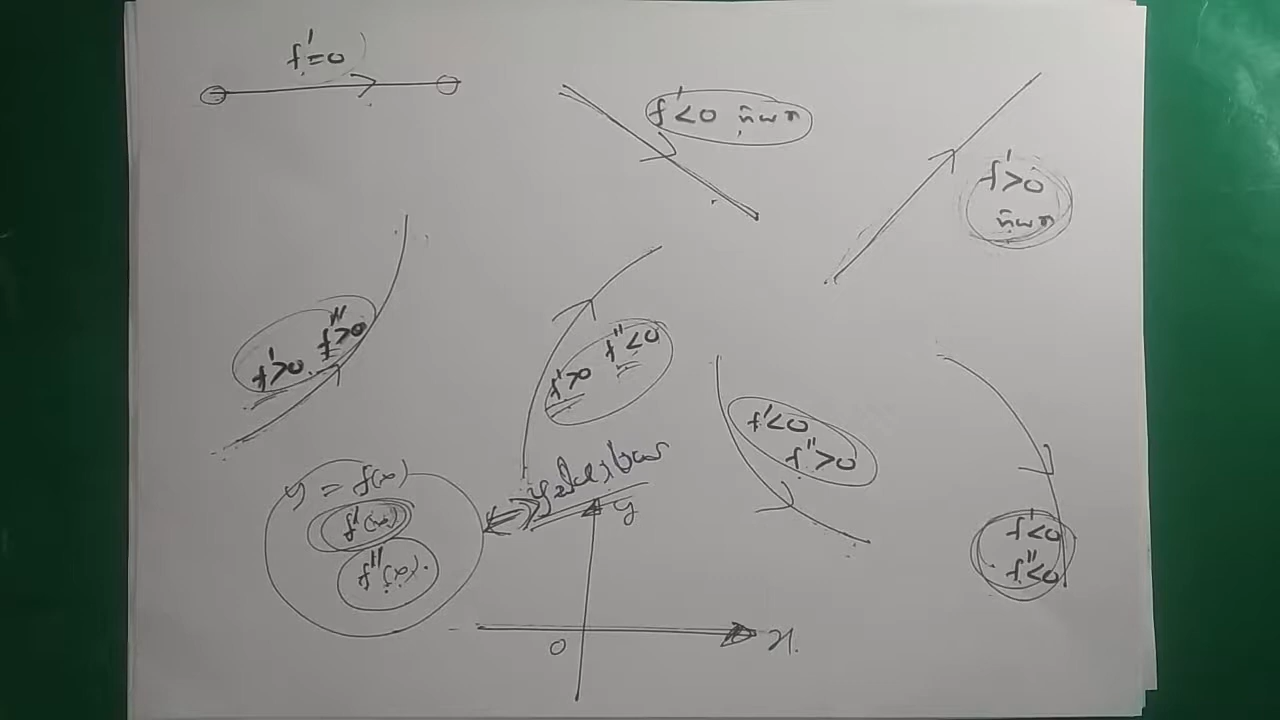 f'=0
f'<0
f'>0
f'>0 f">0
f'>0 f"<0
f'<0
f">0
f'<0
f"<0
y = f(x)
f'(x)
f"(x)
y
0
x